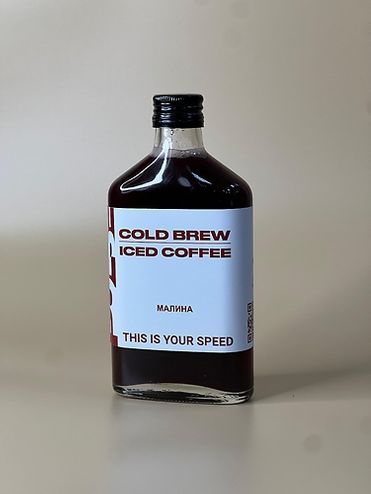 COLD BREW
ICED COFFEE
МАЛИНА
THIS IS YOUR SPEED